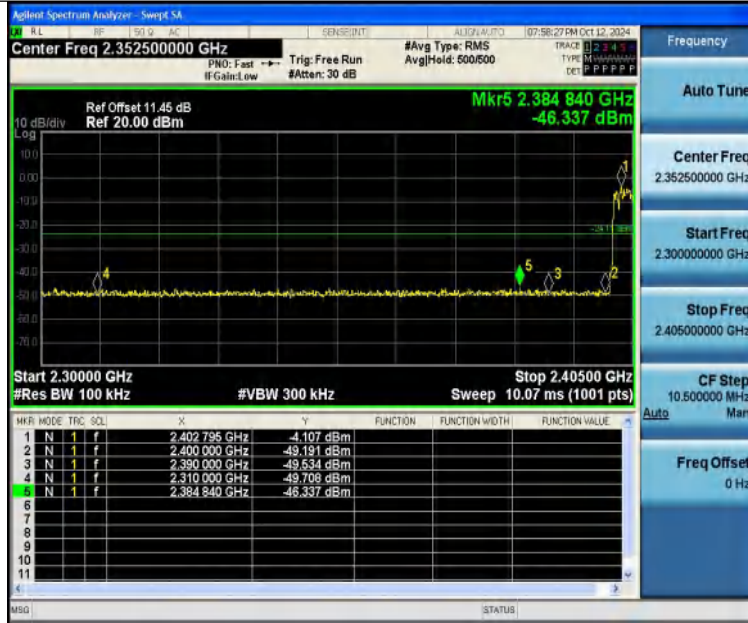 Agilent Spectrum Analyzer - Swept SA
RL RF 50 Ω AC SENSE:INT ALIGN AUTO 07:58:27 PM Oct 12, 2024
Center Freq 2.352500000 GHz
PNO: Fast
IFGain:Low
Trig: Free Run
#Atten: 30 dB
#Avg Type: RMS
Avg|Hold: 500/500
TRACE 1 2 3 4 5
TYPE M
DET P P P P P P
Frequency
Auto Tune
Center Freq
2.352500000 GHz
Start Freq
2.300000000 GHz
Stop Freq
2.405000000 GHz
CF Step
10.500000 MHz
Auto Man
Freq Offset
0 Hz
Ref Offset 11.45 dB
10 dB/div Ref 20.00 dBm
Log
Mkr5 2.384 840 GHz
-46.337 dBm
10.0
0.00
-10.0
-20.0
-30.0
-40.0
-50.0
-60.0
-70.0
1
4
5
3
2
Start 2.30000 GHz Stop 2.40500 GHz
#Res BW 100 kHz #VBW 300 kHz Sweep 10.07 ms (1001 pts)
MKR MODE TRC SCL X Y FUNCTION FUNCTION WIDTH FUNCTION VALUE
1 N 1 f 2.402 795 GHz -4.107 dBm
2 N 1 f 2.400 000 GHz -49.191 dBm
3 N 1 f 2.390 000 GHz -49.534 dBm
4 N 1 f 2.310 000 GHz -49.708 dBm
5 N 1 f 2.384 840 GHz -46.337 dBm
6
7
8
9
10
11
MSG STATUS